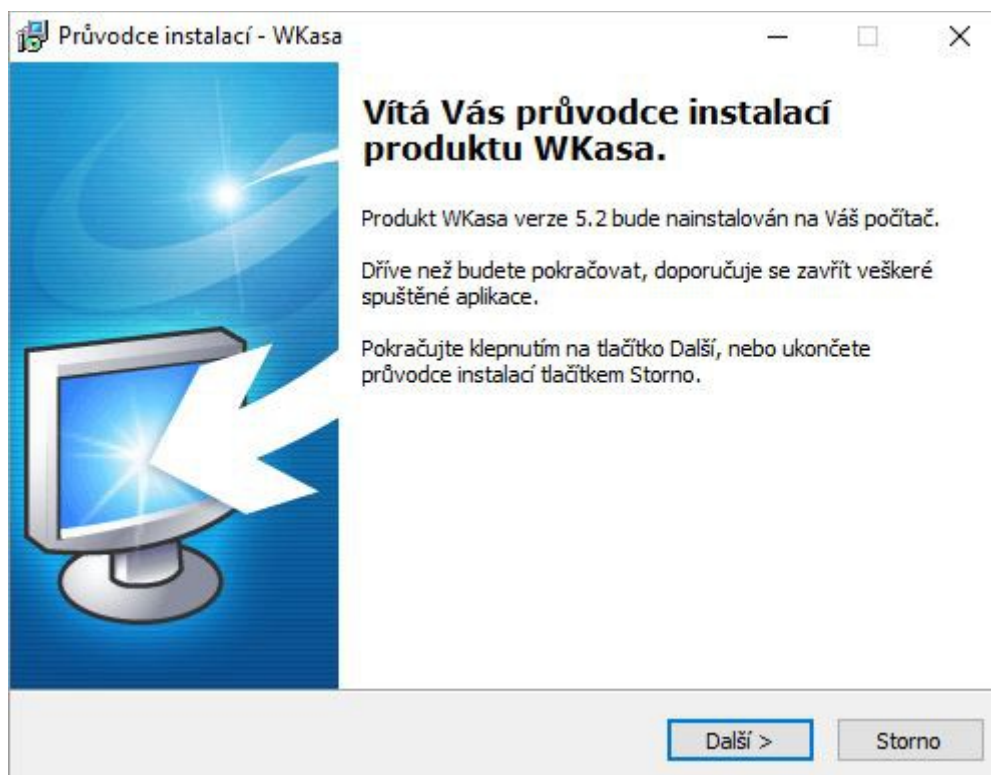 Průvodce instalací - WKasa
Vítá Vás průvodce instalací
produktu WKasa.
Produkt WKasa verze 5.2 bude nainstalován na Váš počítač.
Dříve než budete pokračovat, doporučuje se zavřít veškeré
spuštěné aplikace.
Pokračujte klepnutím na tlačítko Další, nebo ukončete
průvodce instalací tlačítkem Storno.
Další >
Storno